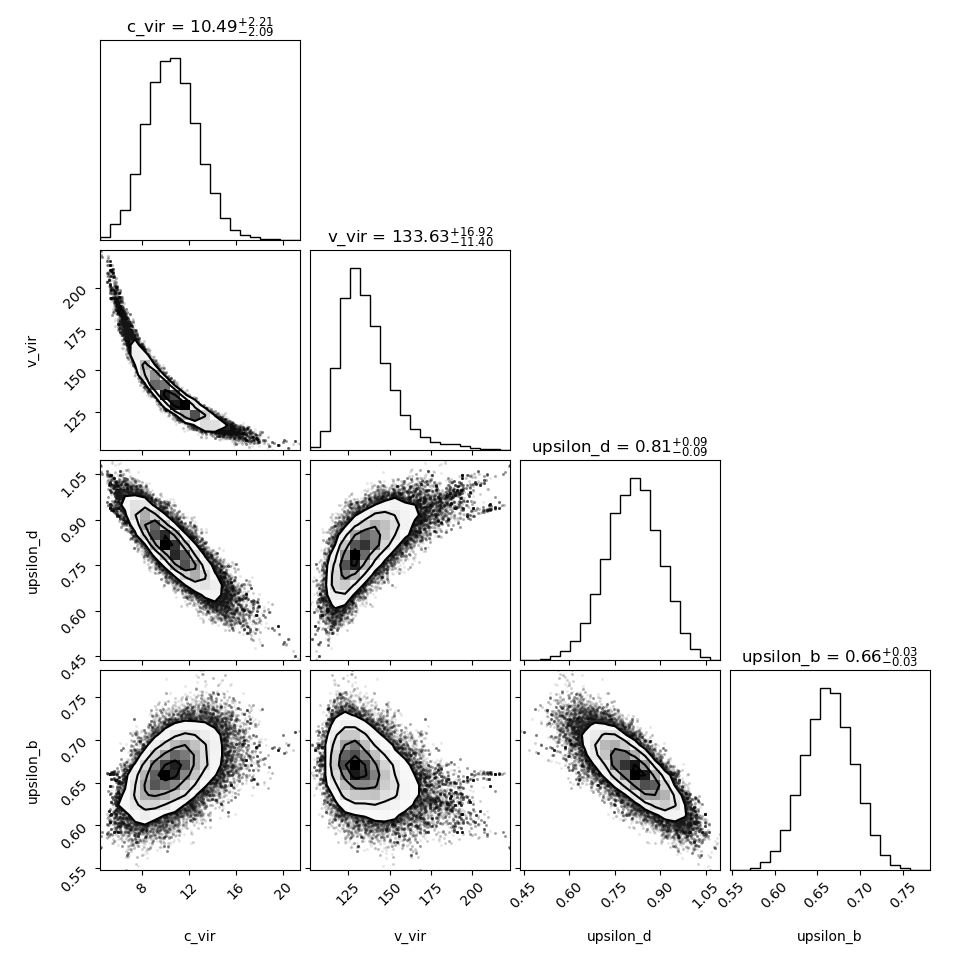 c_vir = 10.49+2.21−2.09
v_vir = 133.63+16.92−11.40
200
175
150
125
v_vir
upsilon_d = 0.81+0.09−0.09
1.05
0.90
0.75
0.60
0.45
upsilon_d
upsilon_b = 0.66+0.03−0.03
0.75
0.70
0.65
0.60
0.55
upsilon_b
8 12 16 20 125 150 175 200 0.45 0.60 0.75 0.90 1.05 0.55 0.60 0.65 0.70 0.75
c_vir v_vir upsilon_d upsilon_b